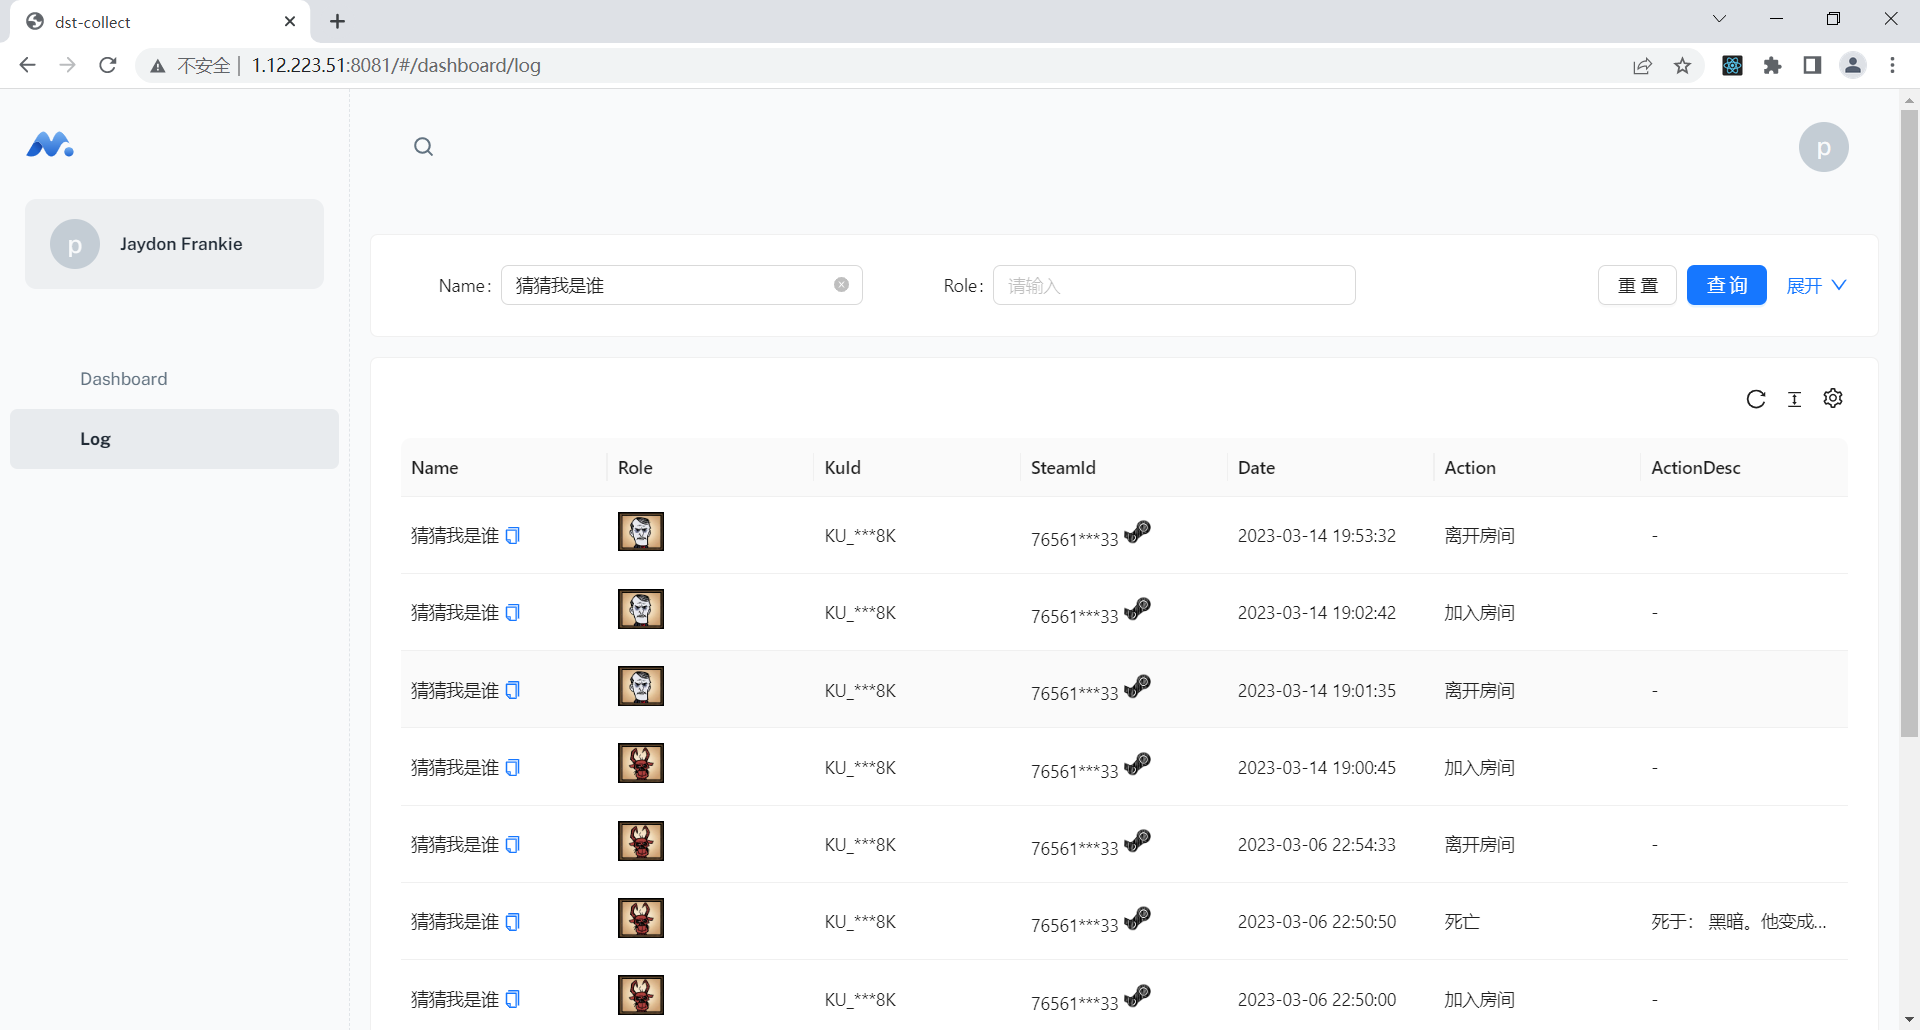 dst-collect
不安全 | 1.12.223.51:8081/#/dashboard/log
p
p
Jaydon Frankie
Name: 猜猜我是谁 Role: 请输入 重置 查询 展开
Dashboard
Log
Name Role KuId SteamId Date Action ActionDesc
猜猜我是谁 KU_***8K 76561***33 2023-03-14 19:53:32 离开房间 -
猜猜我是谁 KU_***8K 76561***33 2023-03-14 19:02:42 加入房间 -
猜猜我是谁 KU_***8K 76561***33 2023-03-14 19:01:35 离开房间 -
猜猜我是谁 KU_***8K 76561***33 2023-03-14 19:00:45 加入房间 -
猜猜我是谁 KU_***8K 76561***33 2023-03-06 22:54:33 离开房间 -
猜猜我是谁 KU_***8K 76561***33 2023-03-06 22:50:50 死亡 死于： 黑暗。他变成...
猜猜我是谁 KU_***8K 76561***33 2023-03-06 22:50:00 加入房间 -